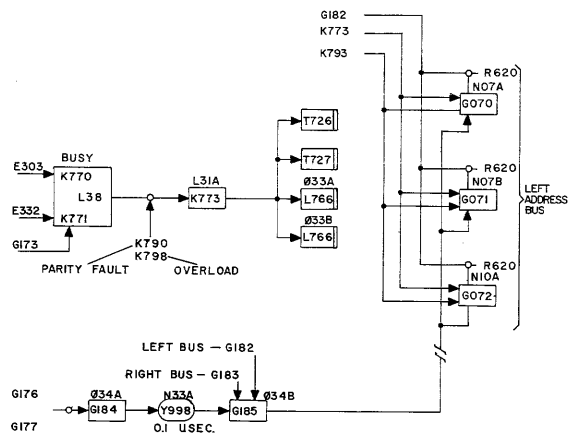 G182
K773
K793
R620
N07A
G070
T726
T727
BUSY
E303
K770
L38
E332
K771
G173
L31A
K773
Ø33A
L766
Ø33B
L766
R620
N07B
G071
LEFT
ADDRESS
BUS
K790
K798
PARITY FAULT
OVERLOAD
R620
N10A
G072
LEFT BUS — G182
RIGHT BUS — G183
G176
G177
Ø34A
G184
N33A
Y998
0.1 USEC.
G185
Ø34B